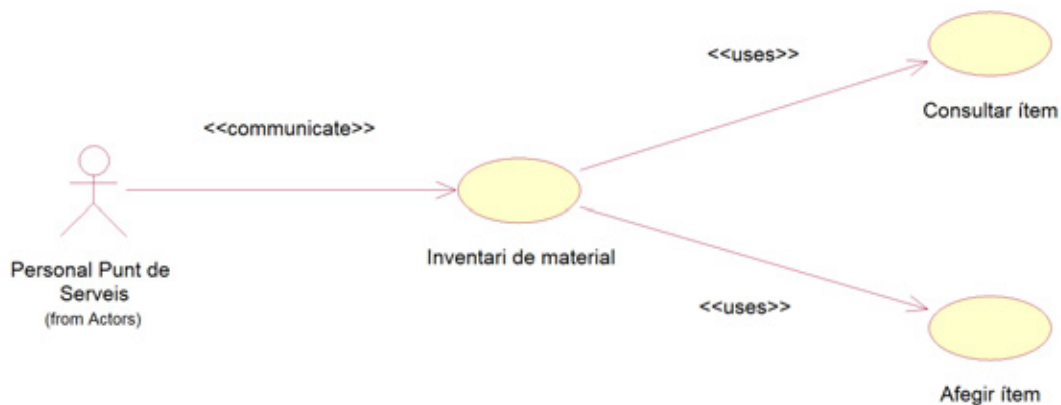 <<uses>>
Consultar ítem
<<communicate>>
Inventari de material
Personal Punt de
Serveis
(from Actors)
<<uses>>
Afegir ítem